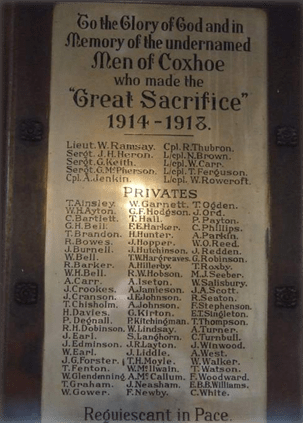 To the Glory of God and in
Memory of the undernamed
Men of Coxhoe
who made the
"Great Sacrifice"
1914-1918.
Lieut. W. Ramsay. Cpl. R. Thubron.
Sergt. J. H. Heron. L/cpl. N. Brown.
Sergt. G. Keith. L/cpl. W. Carr.
Sergt. G. McPherson. L/cpl. T. Ferguson.
Cpl. A. Jenkin. L/cpl. W. Rowcroft.
PRIVATES
T. Ainsley. W. Garnett. T. Ogden.
W. H. Ayton. G. F. Hodgson. J. Ord.
C. Bartlett. T. Hall. P. Payton.
G. H. Bell. F. E. Harker. C. Phillips.
T. Brandon. H. Hunter. A. Parkin.
R. Bowes. J. Hopper. W. O. Reed.
J. Burnell. J. Hutchinson. J. Redden.
W. Bell. T. W. Hargreaves. G. Robinson.
R. Barker. A. Hillerby. T. Roxby.
W. H. Bell. R. W. Hobson. M. J. Seeber.
A. Carr. A. Iseton. W. Salisbury.
J. Crookes. A. Jamieson. J. A. Scott.
J. Cranson. J. E. Johnson. R. Seaton.
T. Chisholm. A. Johnson. F. Stephenson.
H. Davies. G. Kirton. E. T. Singleton.
P. Degnall. P. Kitchingman. T. Thompson.
R. H. Dobinson. W. Lindsay. A. Turner.
J. Earl. S. Langhorn. C. Turnbull.
J. Edminson. J. R. Layton. J. Winwood.
W. Earl. J. Liddle. A. West.
J. G. Forster. T. H. Moyle. W. Walker.
T. Fenton. W. McIlwain. T. Watson.
W. Glendenning. A. McCallum. F. Woodward.
T. Graham. J. Neasham. E. B. B. Williams.
W. Gower. F. Newby. C. White.
Requiescant in Pace.